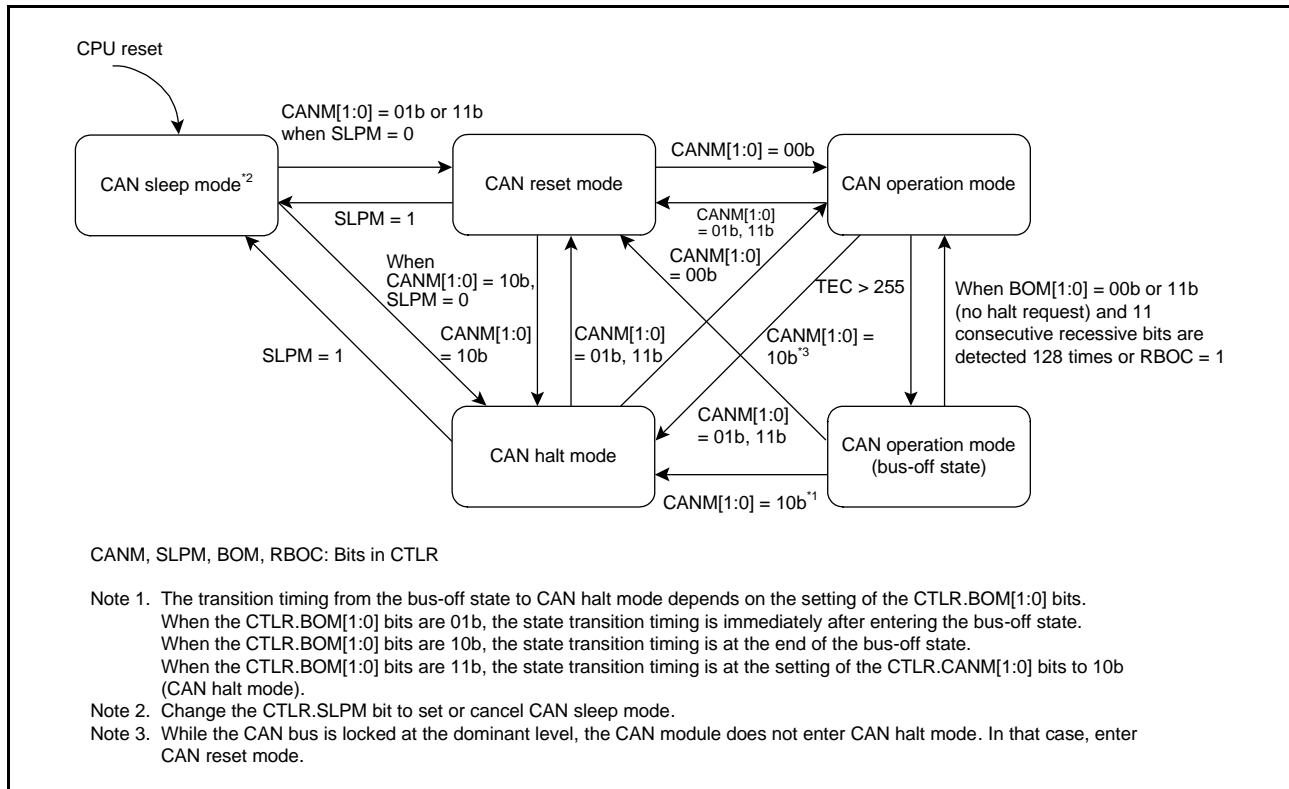 CPU reset
CANM[1:0] = 01b or 11b
when SLPM = 0
CAN sleep mode*2
CAN reset mode
CANM[1:0] = 00b
CAN operation mode
SLPM = 1
CANM[1:0]
= 01b, 11b
When
CANM[1:0] = 10b,
SLPM = 0
CANM[1:0]
= 00b
TEC > 255
When BOM[1:0] = 00b or 11b
(no halt request) and 11
consecutive recessive bits are
detected 128 times or RBOC = 1
SLPM = 1
CANM[1:0]
= 10b
CANM[1:0]
= 01b, 11b
CANM[1:0] =
10b*3
CAN halt mode
CANM[1:0]
= 01b, 11b
CAN operation mode
(bus-off state)
CANM[1:0] = 10b*1
CANM, SLPM, BOM, RBOC: Bits in CTLR
Note 1. The transition timing from the bus-off state to CAN halt mode depends on the setting of the CTLR.BOM[1:0] bits.
When the CTLR.BOM[1:0] bits are 01b, the state transition timing is immediately after entering the bus-off state.
When the CTLR.BOM[1:0] bits are 10b, the state transition timing is at the end of the bus-off state.
When the CTLR.BOM[1:0] bits are 11b, the state transition timing is at the setting of the CTLR.CANM[1:0] bits to 10b
(CAN halt mode).
Note 2. Change the CTLR.SLPM bit to set or cancel CAN sleep mode.
Note 3. While the CAN bus is locked at the dominant level, the CAN module does not enter CAN halt mode. In that case, enter
CAN reset mode.